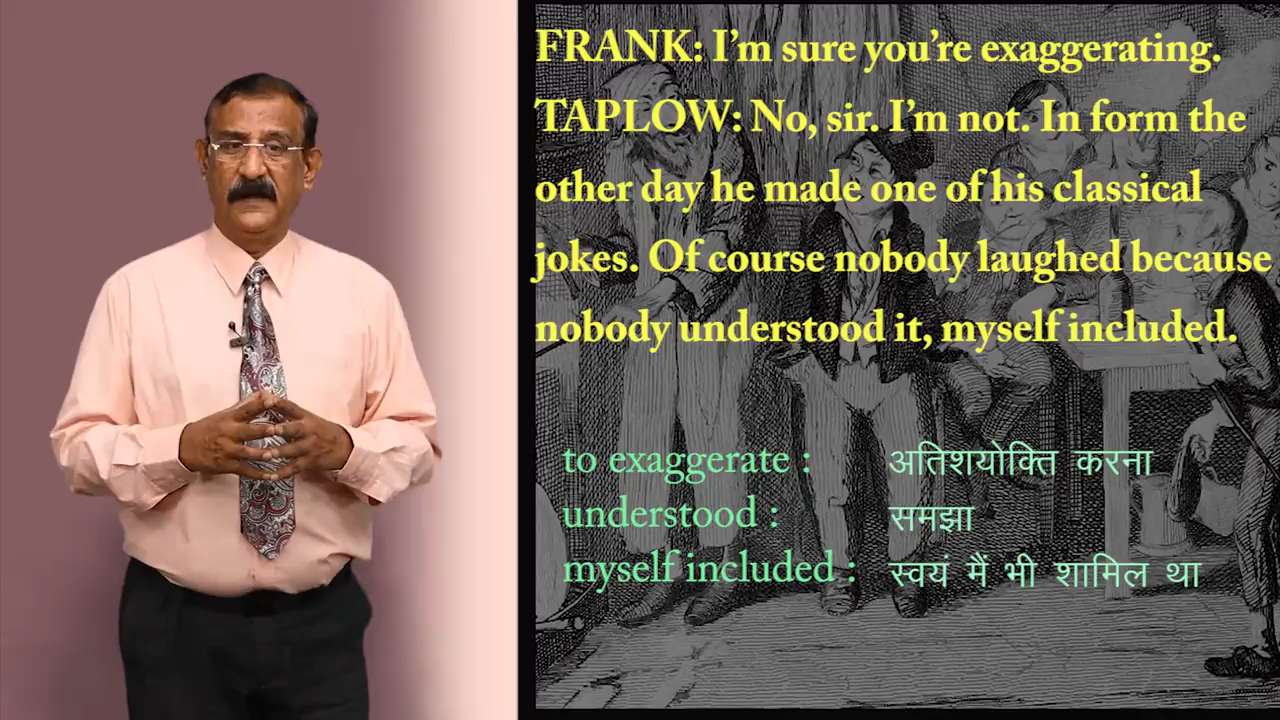 FRANK: I'm sure you're exaggerating.
TAPLOW: No, sir. I'm not. In form the
other day he made one of his classical
jokes. Of course nobody laughed because
nobody understood it, myself included.
to exaggerate : अतिशयोक्ति करना
understood : समझा
myself included : स्वयं मैं भी शामिल था